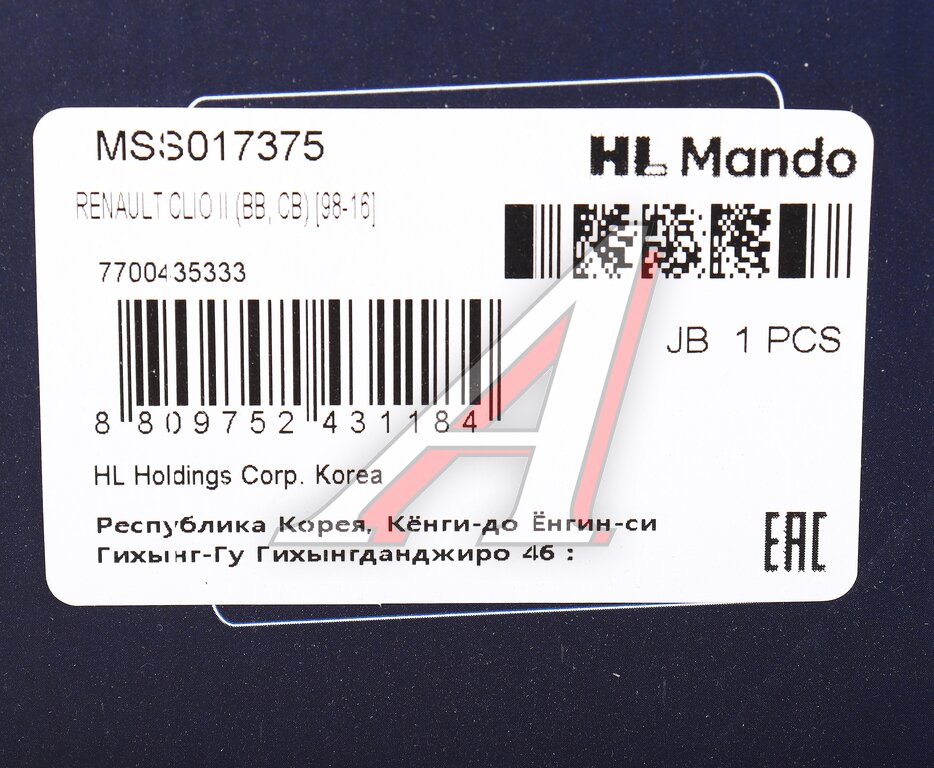 MSS017375
HL Mando
RENAULT CLIO II (BB, CB) [98-16]
7700435333
JB 1 PCS
8 809752 431184
HL Holdings Corp. Korea
Республика Корея, Кёнги-до Ёнгин-си
Гихынг-Гу Гихынгданджиро 46 :
EAC